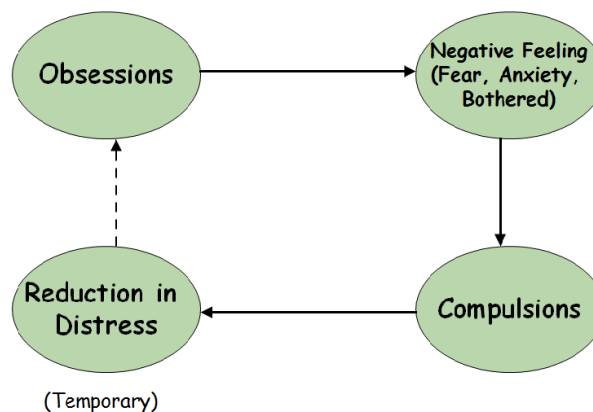 Obsessions
Negative Feeling
(Fear, Anxiety,
Bothered)
Reduction in
Distress
Compulsions
(Temporary)